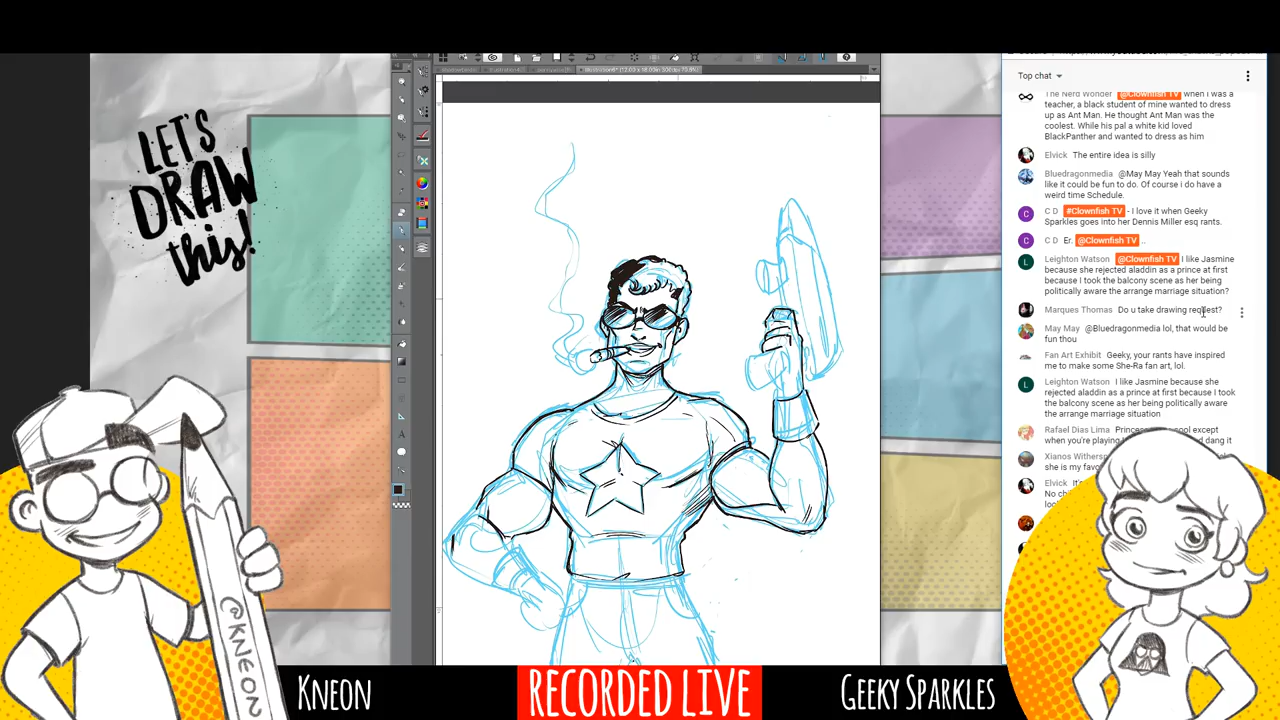 LET'S
DRAW
this!
Top chat
The Nerd Wonder @Clownfish TV when I was a
teacher, a black student of mine wanted to dress
up as Ant Man. He thought Ant Man was the
coolest. While his pal a white kid loved
BlackPanther and wanted to dress as him
Elvick The entire idea is silly
Bluedragonmedia @May May Yeah that sounds
like it could be fun to do. Of course i do have a
weird time Schedule.
C D #Clownfish TV - I love it when Geeky
Sparkles goes into her Dennis Miller esq rants.
C D Er. @Clownfish TV ..
Leighton Watson @Clownfish TV I like Jasmine
because she rejected aladdin as a prince at first
because I took the balcony scene as her being
politically aware the arrange marriage situation?
Marques Thomas Do u take drawing request?
May May @Bluedragonmedia lol, that would be
fun thou
Fan Art Exhibit Geeky, your rants have inspired
me to make some She-Ra fan art, lol.
Leighton Watson I like Jasmine because she
rejected aladdin as a prince at first because I took
the balcony scene as her being politically aware
the arrange marriage situation
Rafael Dias Lima except
when you're playing dang it
Xianos
she is my
Elvick
No
@KNEON
KNEON
RECORDED LIVE
GEEKY SPARKLES